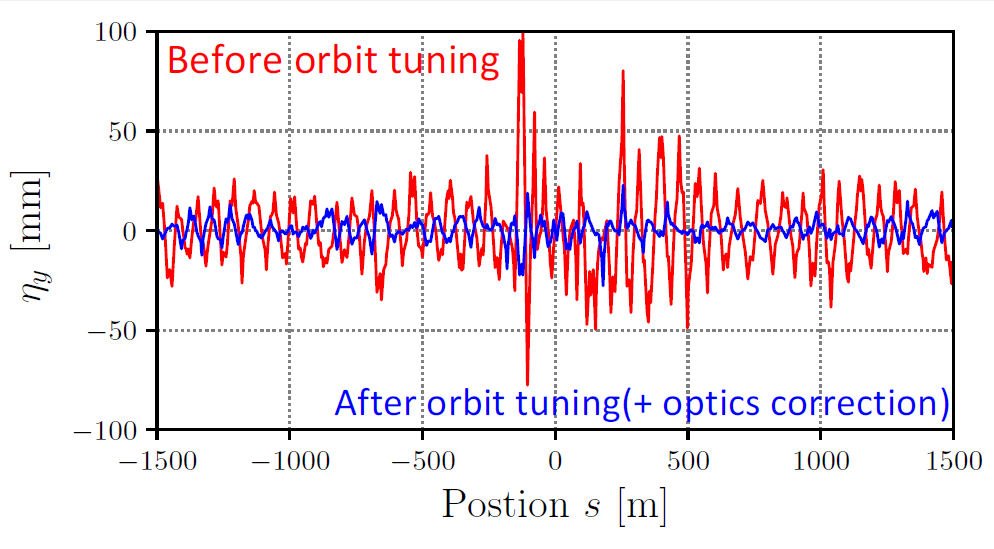 100
Before orbit tuning
50
0
−50
−100
ηy [mm]
After orbit tuning(+ optics correction)
−1500 −1000 −500 0 500 1000 1500
Postion s [m]